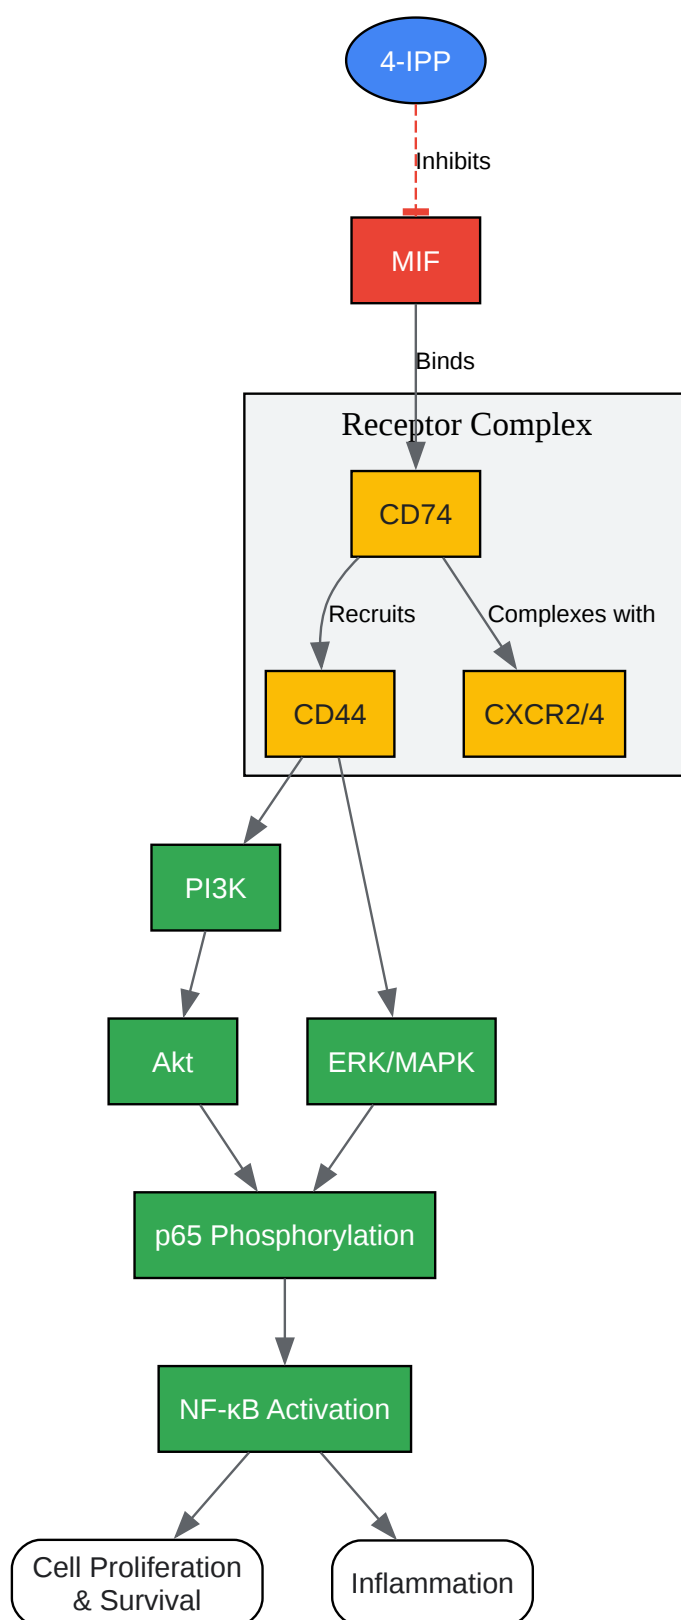 4-IPP
Inhibits
MIF
Binds
Receptor Complex
CD74
Recruits
Complexes with
CD44
CXCR2/4
PI3K
Akt
ERK/MAPK
p65 Phosphorylation
NF-κB Activation
Cell Proliferation
& Survival
Inflammation